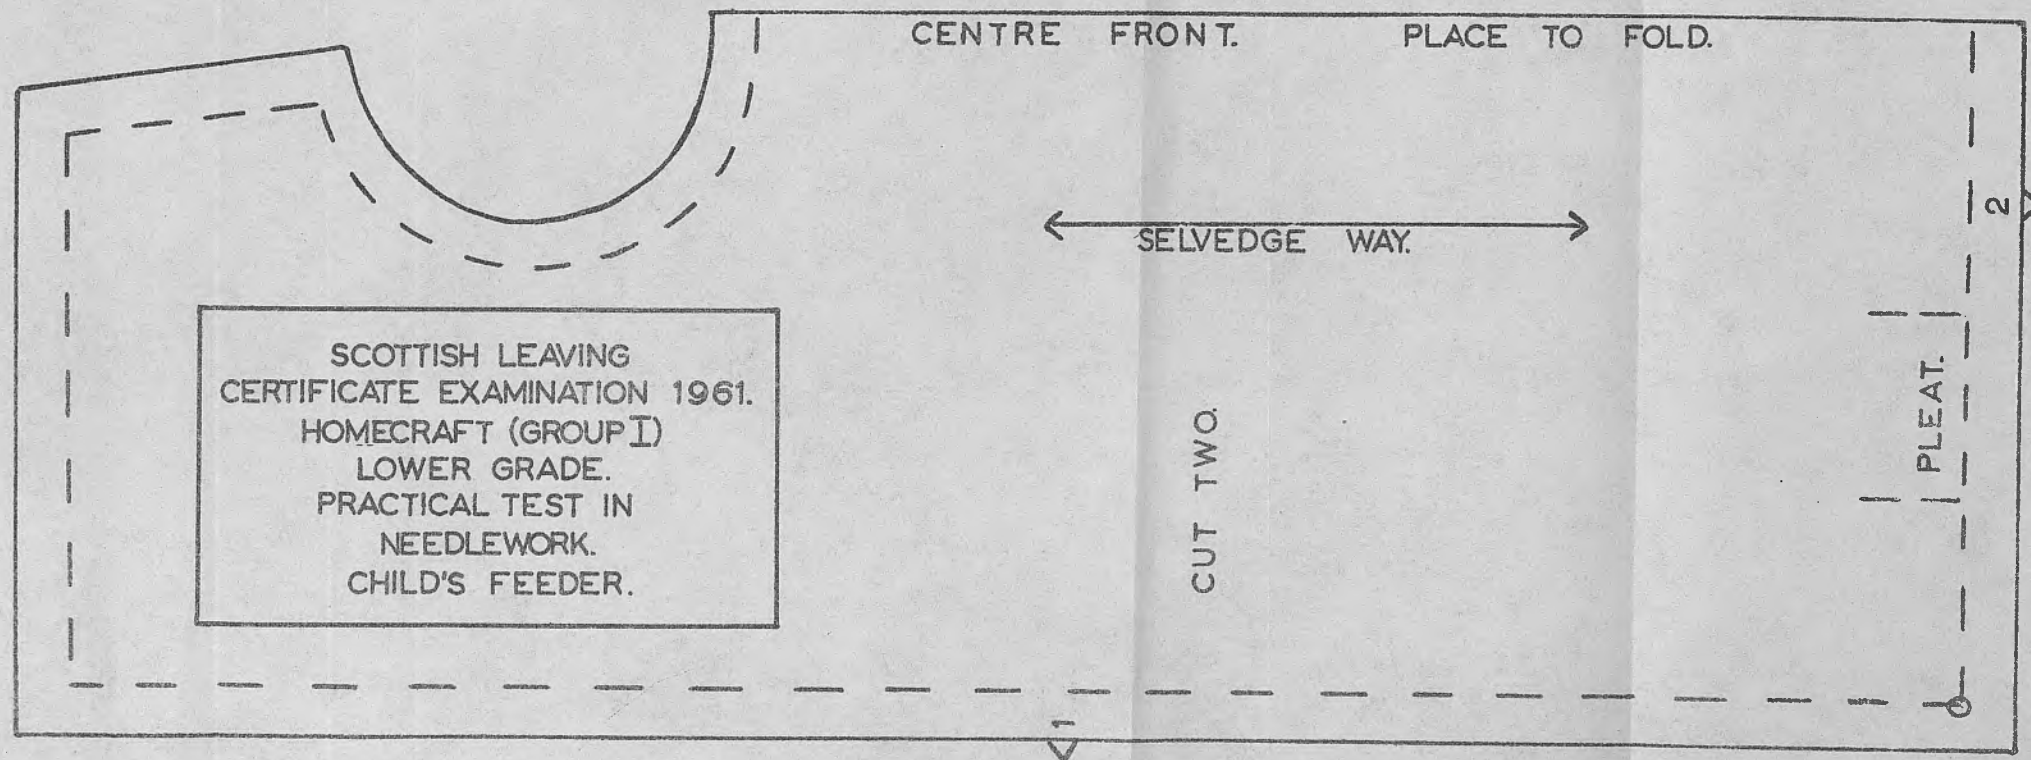 CENTRE FRONT. PLACE TO FOLD.
SELVEDGE WAY.
2
PLEAT.
CUT TWO.
SCOTTISH LEAVING
CERTIFICATE EXAMINATION 1961.
HOMECRAFT (GROUP I)
LOWER GRADE.
PRACTICAL TEST IN
NEEDLEWORK.
CHILD'S FEEDER.
1